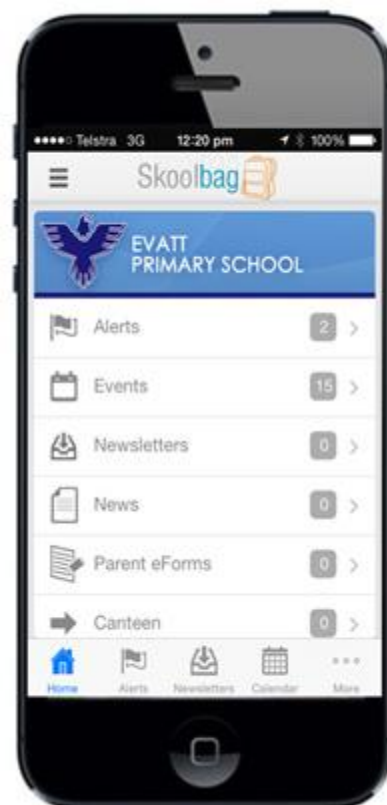 Telstra 3G 12:20 pm 100%
Skoolbag
EVATT
PRIMARY SCHOOL
Alerts 2
Events 15
Newsletters 0
News 0
Parent eForms 0
Canteen 0
Home Alerts Newsletters Calendar More